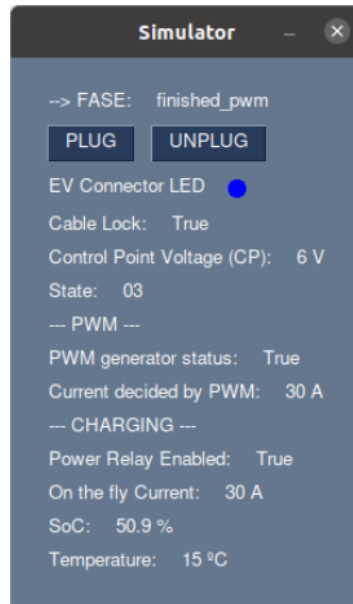 Simulator
--> FASE: finished_pwm
PLUG UNPLUG
EV Connector LED
Cable Lock: True
Control Point Voltage (CP): 6 V
State: 03
--- PWM ---
PWM generator status: True
Current decided by PWM: 30 A
--- CHARGING ---
Power Relay Enabled: True
On the fly Current: 30 A
SoC: 50.9 %
Temperature: 15 ºC